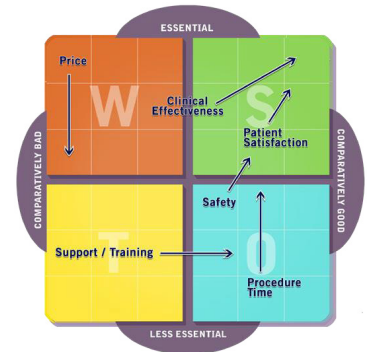 ESSENTIAL
Price
W
S
Clinical
Effectiveness
Patient
Satisfaction
COMPARATIVELY BAD
COMPARATIVELY GOOD
Safety
Support / Training
T
O
Procedure
Time
LESS ESSENTIAL